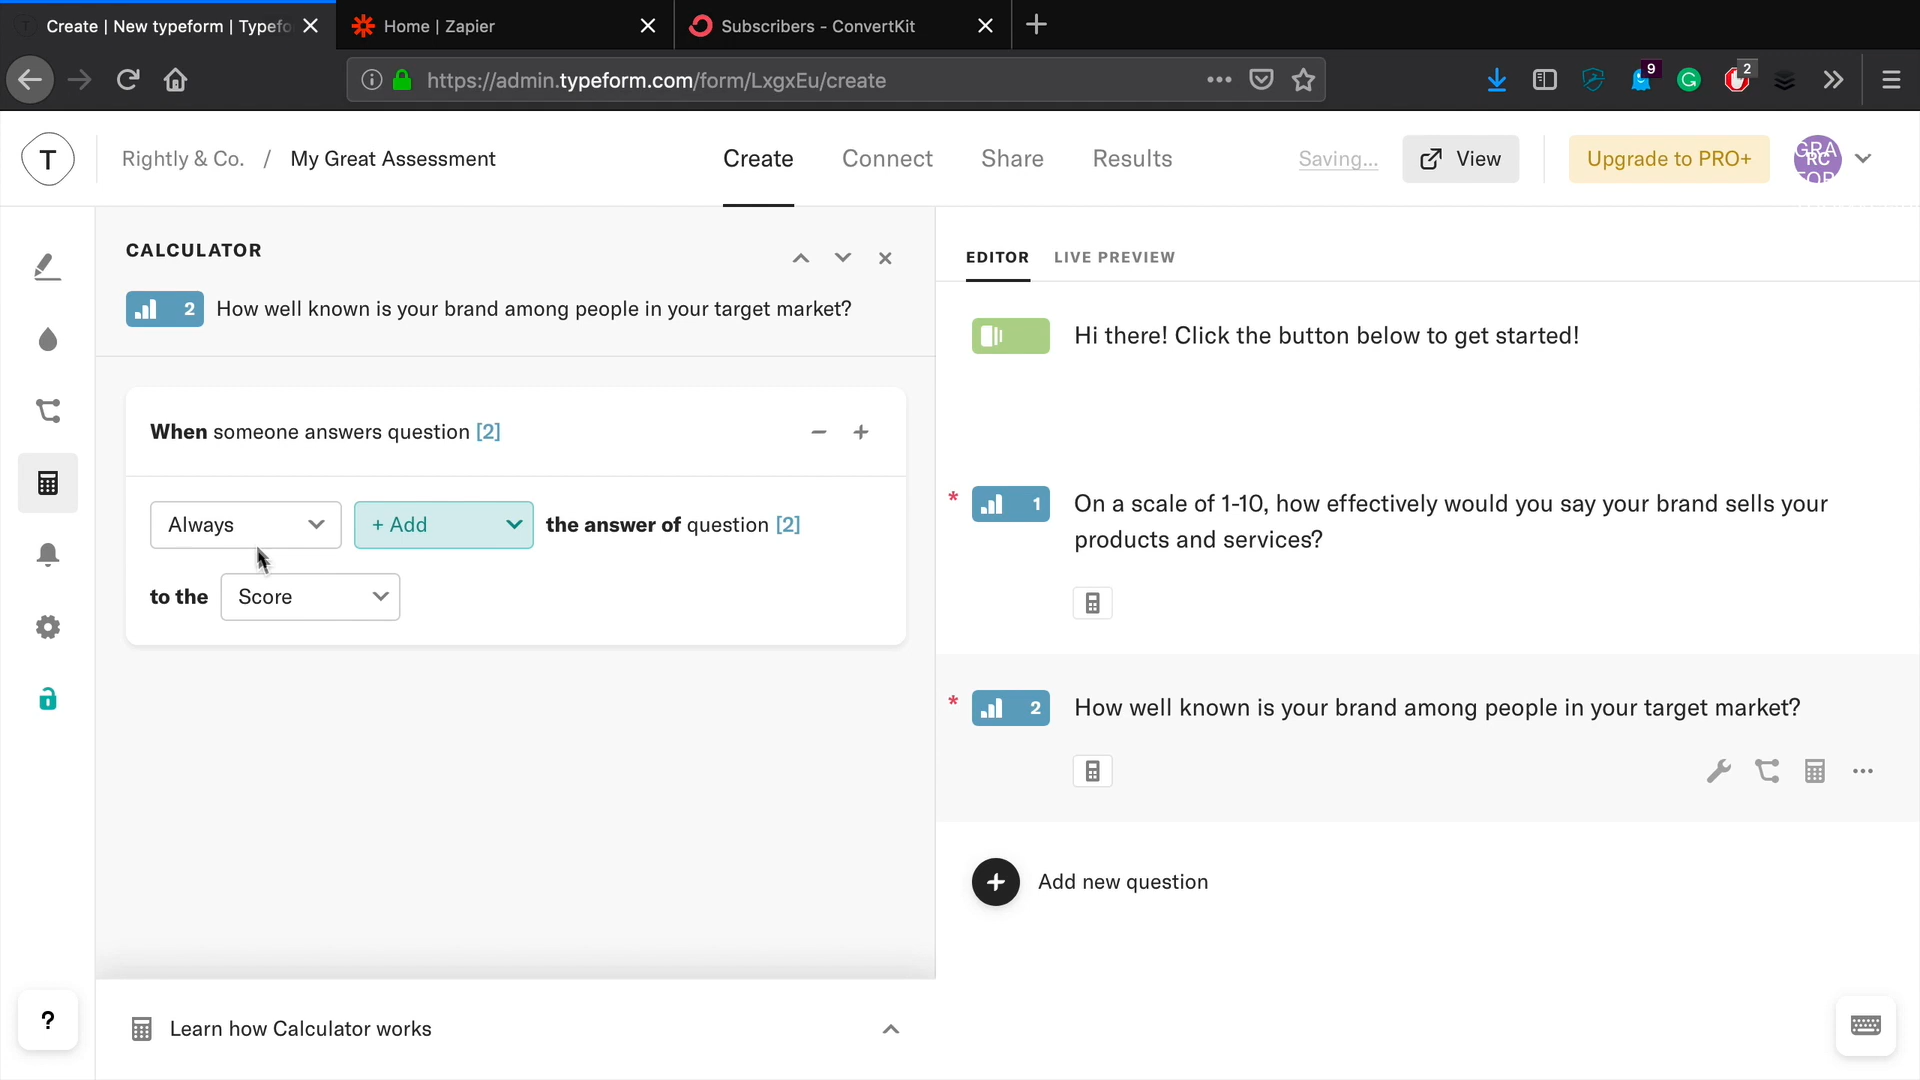 Create | New typeform | Typefo
Home | Zapier
Subscribers - ConvertKit
https://admin.typeform.com/form/LxgxEu/create
9
2
T
Rightly & Co. / My Great Assessment
Create
Connect
Share
Results
Saving...
View
Upgrade to PRO+
RC
CALCULATOR
2 How well known is your brand among people in your target market?
When someone answers question [2]
Always
+ Add
the answer of question [2]
to the
Score
Learn how Calculator works
?
EDITOR
LIVE PREVIEW
Hi there! Click the button below to get started!
* 1 On a scale of 1-10, how effectively would you say your brand sells your
products and services?
* 2 How well known is your brand among people in your target market?
Add new question